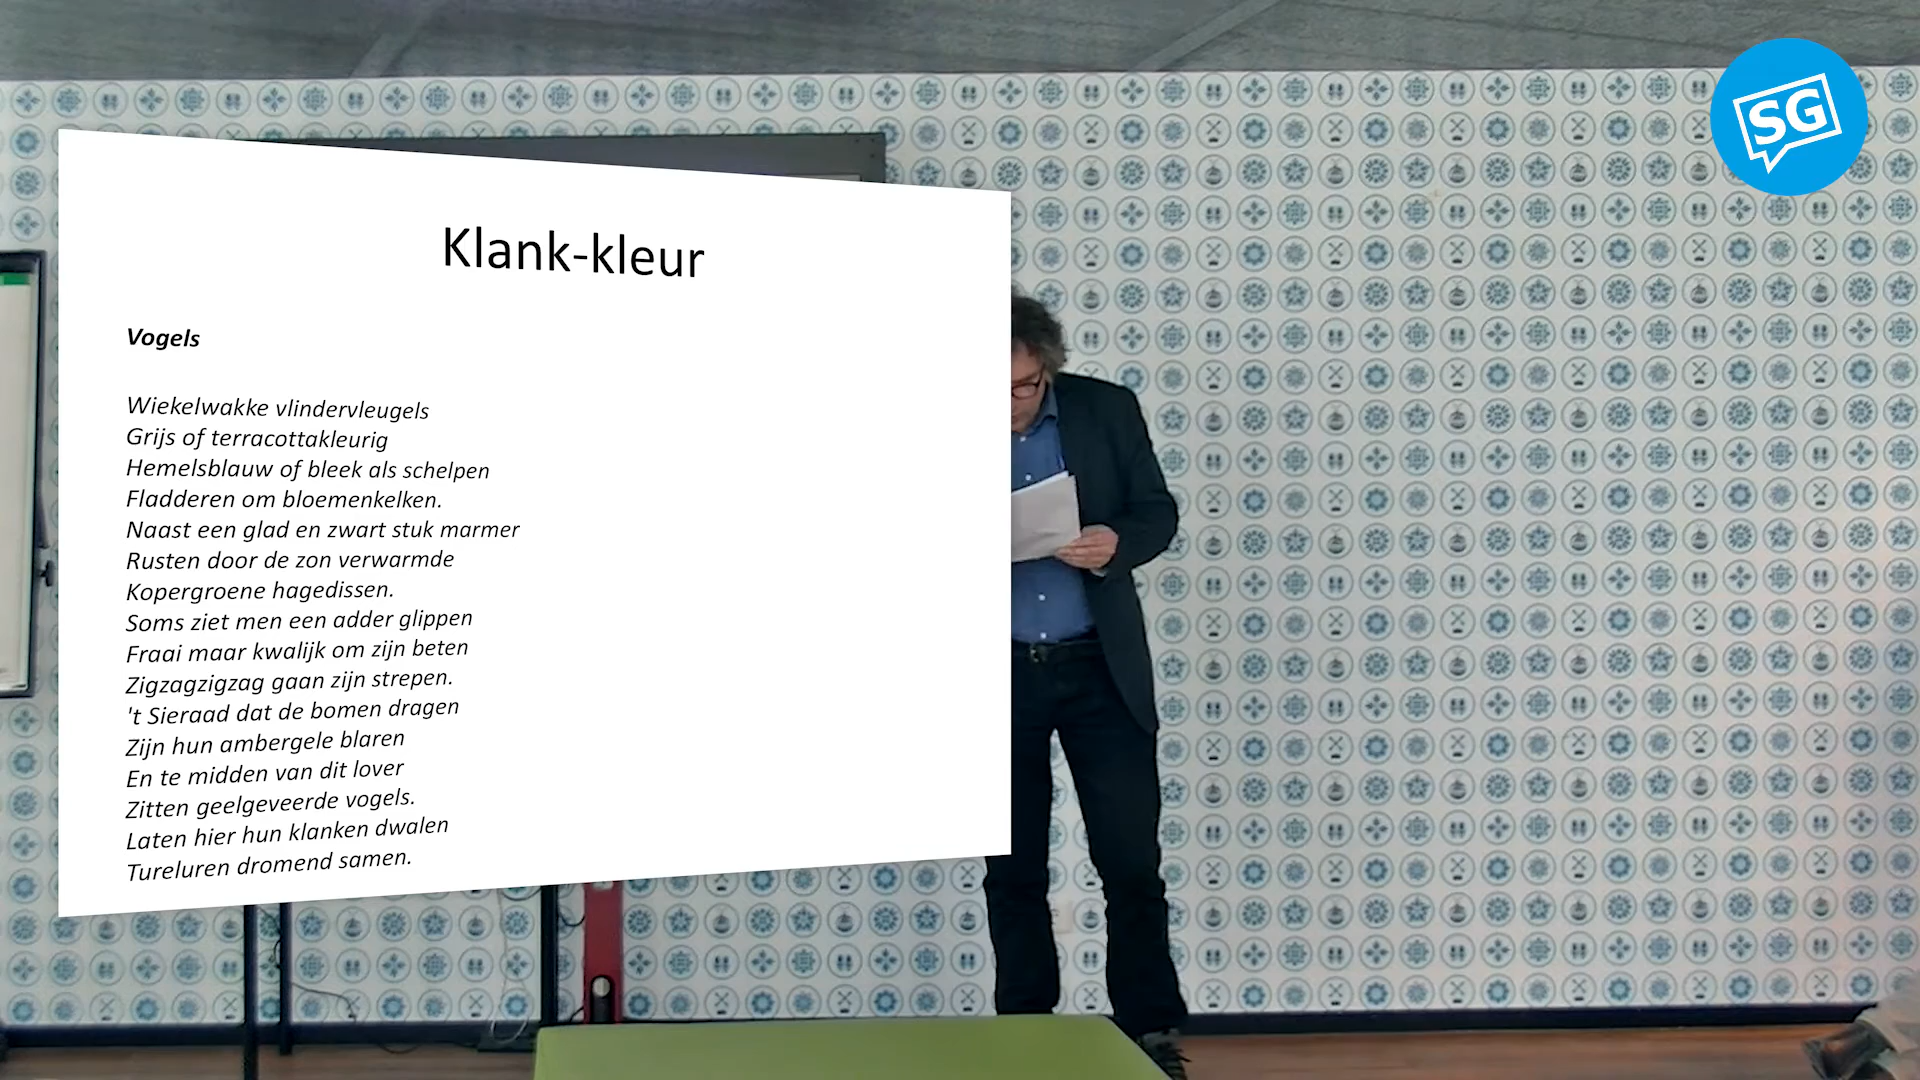 SG
Klank-kleur
Vogels
Wiekelwakke vlindervleugels
Grijs of terracottakleurig
Hemelsblauw of bleek als schelpen
Fladderen om bloemenkelken.
Naast een glad en zwart stuk marmer
Rusten door de zon verwarmde
Kopergroene hagedissen.
Soms ziet men een adder glippen
Fraai maar kwalijk om zijn beten
Zigzagzigzag gaan zijn strepen.
't Sieraad dat de bomen dragen
Zijn hun ambergele blaren
En te midden van dit lover
Zitten geelgeveerde vogels.
Laten hier hun klanken dwalen
Tureluren dromend samen.